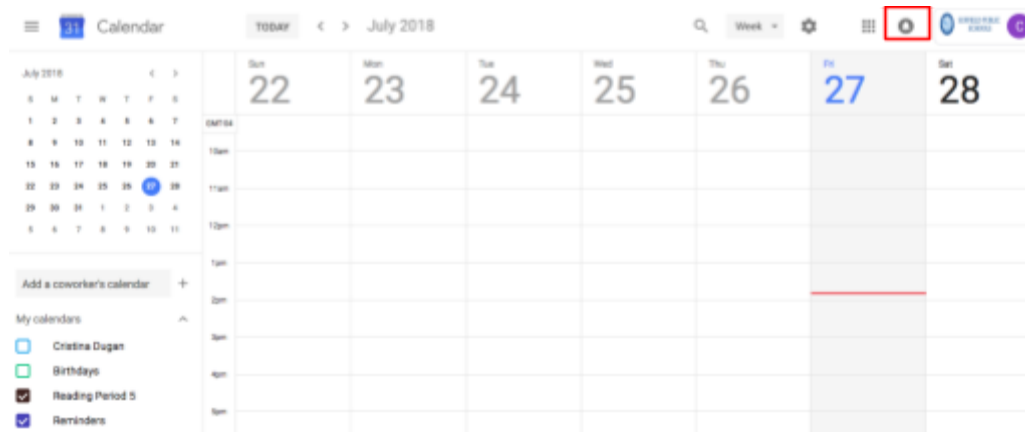 31 Calendar TODAY < > July 2018 Week
July 2018 < >
S M T W T F S
1 2 3 4 5 6 7
8 9 10 11 12 13 14
15 16 17 18 19 20 21
22 23 24 25 26 27 28
29 30 31 1 2 3 4
5 6 7 8 9 10 11
Add a coworker's calendar +
My calendars
Cristina Dugan
Birthdays
Reading Period 5
Reminders
Sun Mon Tue Wed Thu Fri Sat
22 23 24 25 26 27 28
GMT-04
10am
11am
12pm
1pm
2pm
3pm
4pm
5pm
C